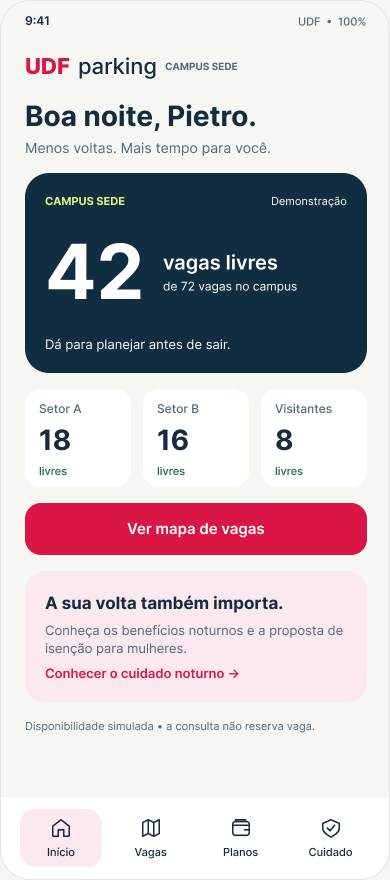 9:41 UDF • 100%
UDF parking CAMPUS SEDE
Boa noite, Pietro.
Menos voltas. Mais tempo para você.
CAMPUS SEDE Demonstração
42 vagas livres
de 72 vagas no campus
Dá para planejar antes de sair.
Setor A Setor B Visitantes
18 16 8
livres livres livres
Ver mapa de vagas
A sua volta também importa.
Conheça os benefícios noturnos e a proposta de
isenção para mulheres.
Conhecer o cuidado noturno →
Disponibilidade simulada • a consulta não reserva vaga.
Início Vagas Planos Cuidado